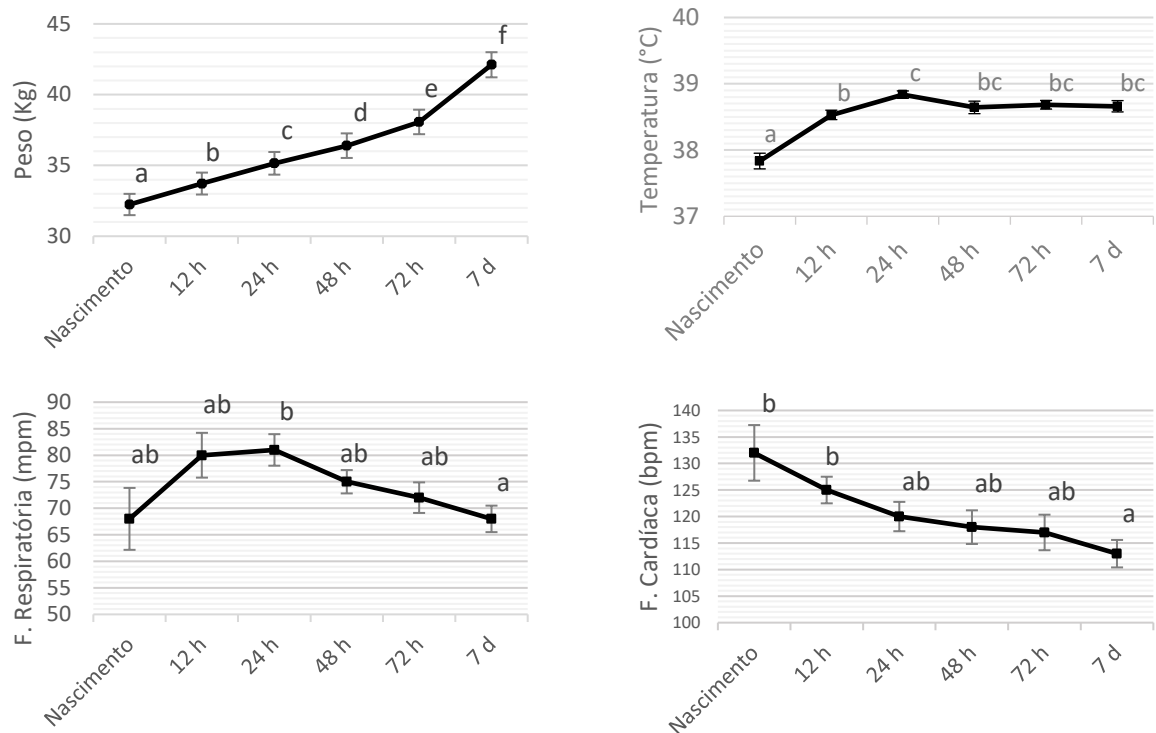 Peso (Kg)
45
40
35
30
a
b
c
d
e
f
Nascimento
12 h
24 h
48 h
72 h
7 d
Temperatura (°C)
40
39
38
37
a
b
c
bc
bc
bc
Nascimento
12 h
24 h
48 h
72 h
7 d
F. Respiratória (mpm)
90
85
80
75
70
65
60
55
50
ab
ab
b
ab
ab
a
Nascimento
12 h
24 h
48 h
72 h
7 d
F. Cardíaca (bpm)
140
135
130
125
120
115
110
105
100
b
b
ab
ab
ab
a
Nascimento
12 h
24 h
48 h
72 h
7 d